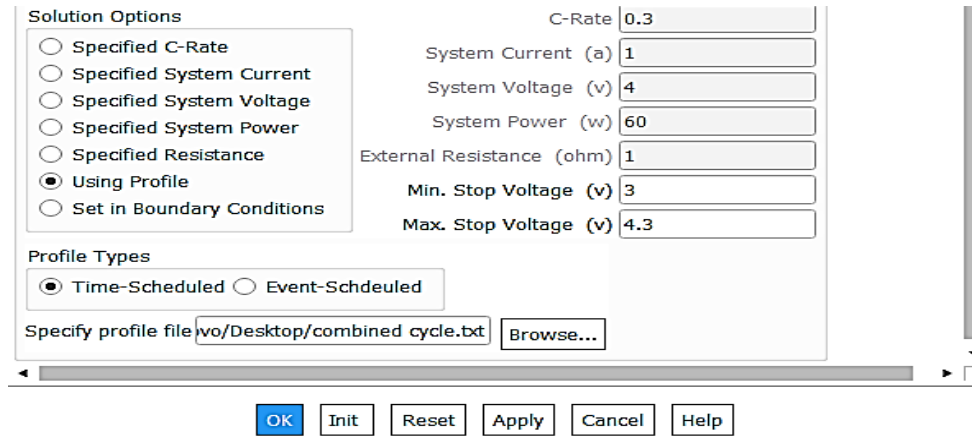 Solution Options
Specified C-Rate
Specified System Current
Specified System Voltage
Specified System Power
Specified Resistance
Using Profile
Set in Boundary Conditions
C-Rate 0.3
System Current (a) 1
System Voltage (v) 4
System Power (w) 60
External Resistance (ohm) 1
Min. Stop Voltage (v) 3
Max. Stop Voltage (v) 4.3
Profile Types
Time-Scheduled Event-Schdeuled
Specify profile file vo/Desktop/combined cycle.txt Browse...
OK Init Reset Apply Cancel Help